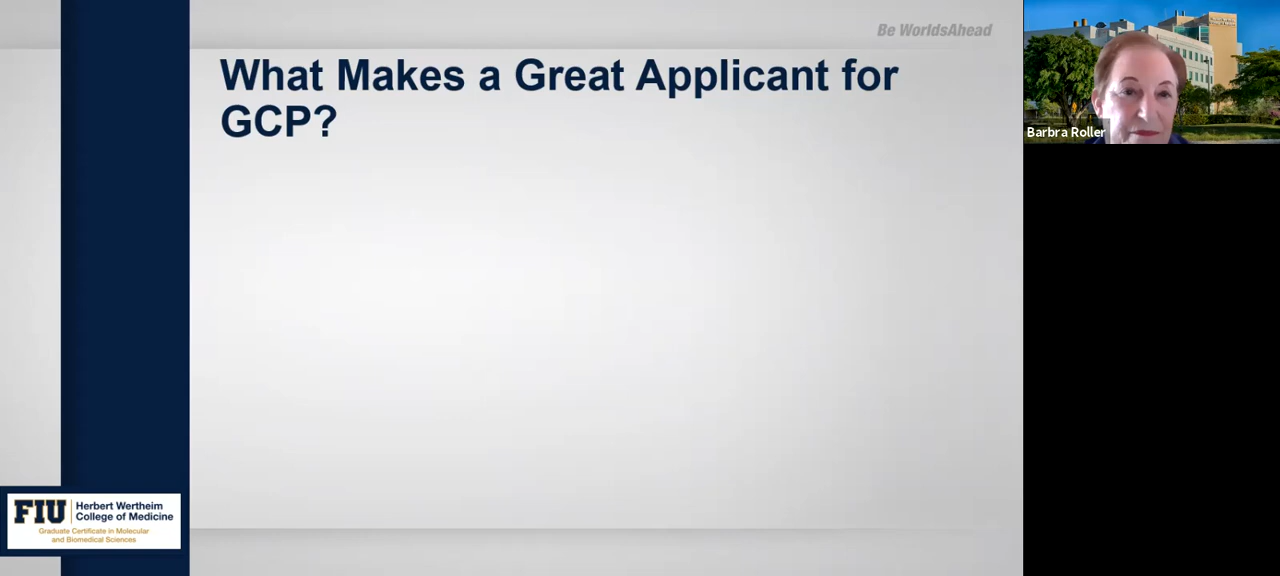 Be WorldsAhead
What Makes a Great Applicant for
GCP?
Barbra Roller
FIU
Herbert Wertheim
College of Medicine
Graduate Certificate in Molecular
and Biomedical Sciences